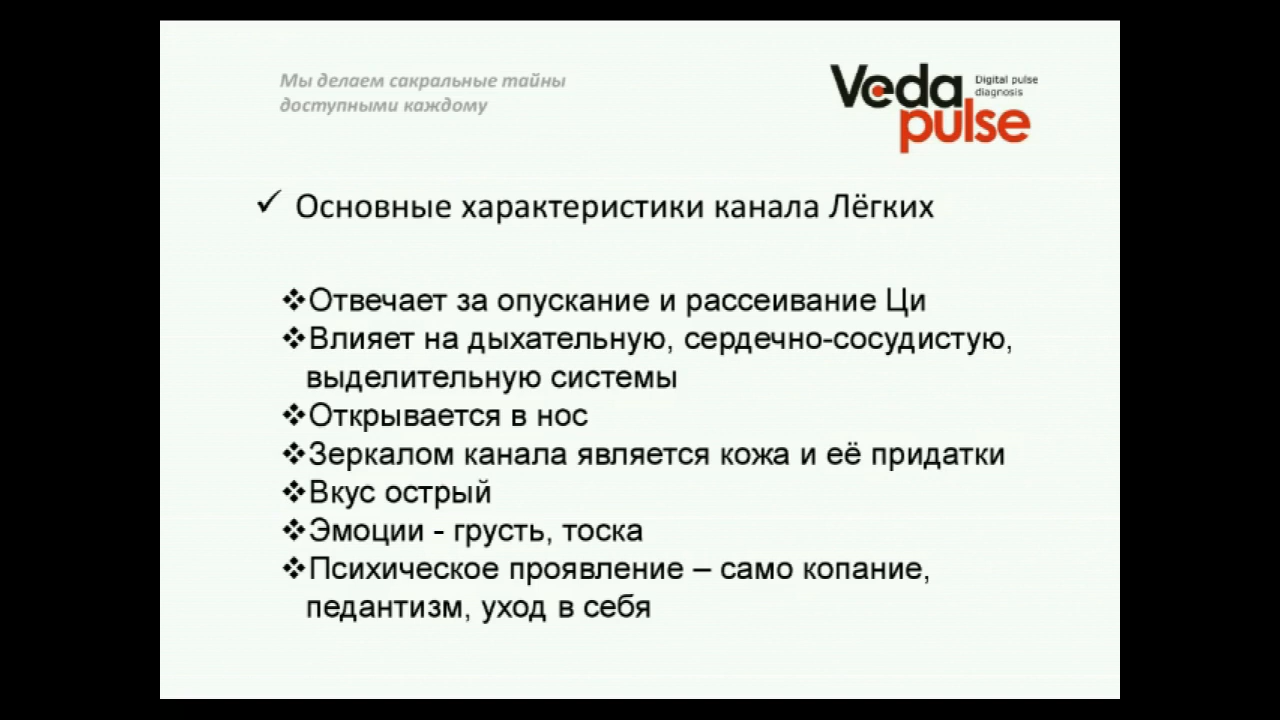 Мы делаем сакральные тайны
доступными каждому
Veda
pulse
Digital pulse
diagnosis
✓ Основные характеристики канала Лёгких
❖Отвечает за опускание и рассеивание Ци
❖Влияет на дыхательную, сердечно-сосудистую,
выделительную системы
❖Открывается в нос
❖Зеркалом канала является кожа и её придатки
❖Вкус острый
❖Эмоции - грусть, тоска
❖Психическое проявление – само копание,
педантизм, уход в себя